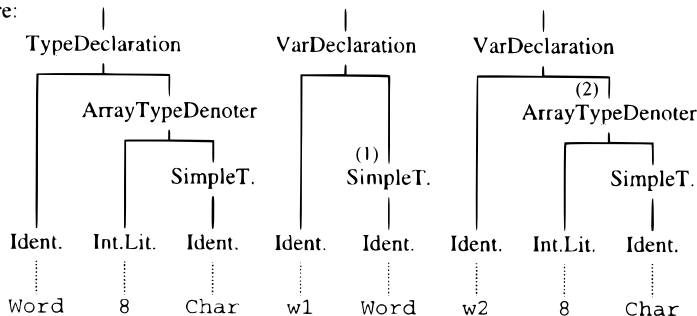 re:
TypeDeclaration VarDeclaration VarDeclaration
(2)
ArrayTypeDenoter ArrayTypeDenoter
(1)
SimpleT. SimpleT. SimpleT.
Ident. Int.Lit. Ident. Ident. Ident. Ident. Int.Lit. Ident.
Word 8 Char w1 Word w2 8 Char